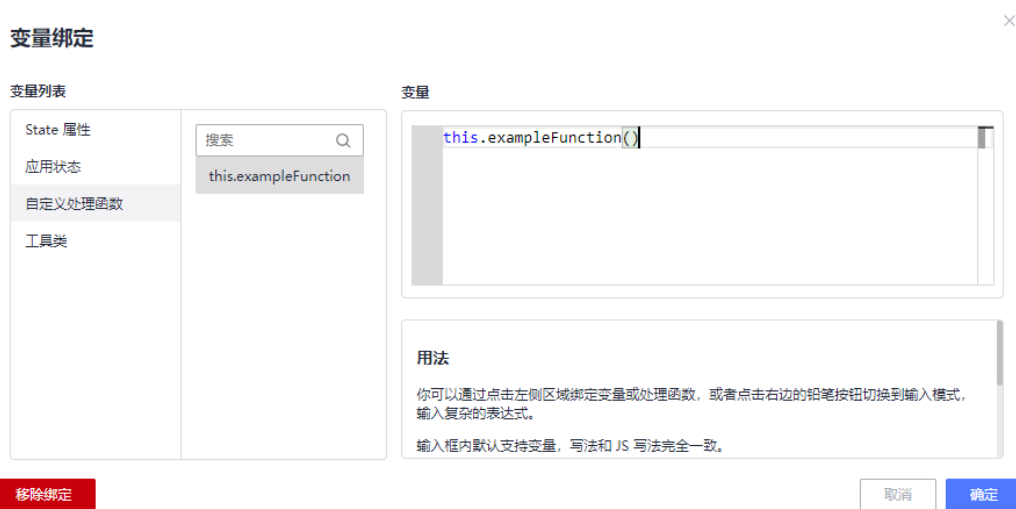 变量绑定
变量列表
State 属性
应用状态
自定义处理函数
工具类
搜索
this.exampleFunction
变量
this.exampleFunction()
用法
你可以通过点击左侧区域绑定变量或处理函数，或者点击右边的铅笔按钮切换到输入模式，
输入复杂的表达式。
输入框内默认支持变量，写法和 JS 写法完全一致。
移除绑定
取消
确定